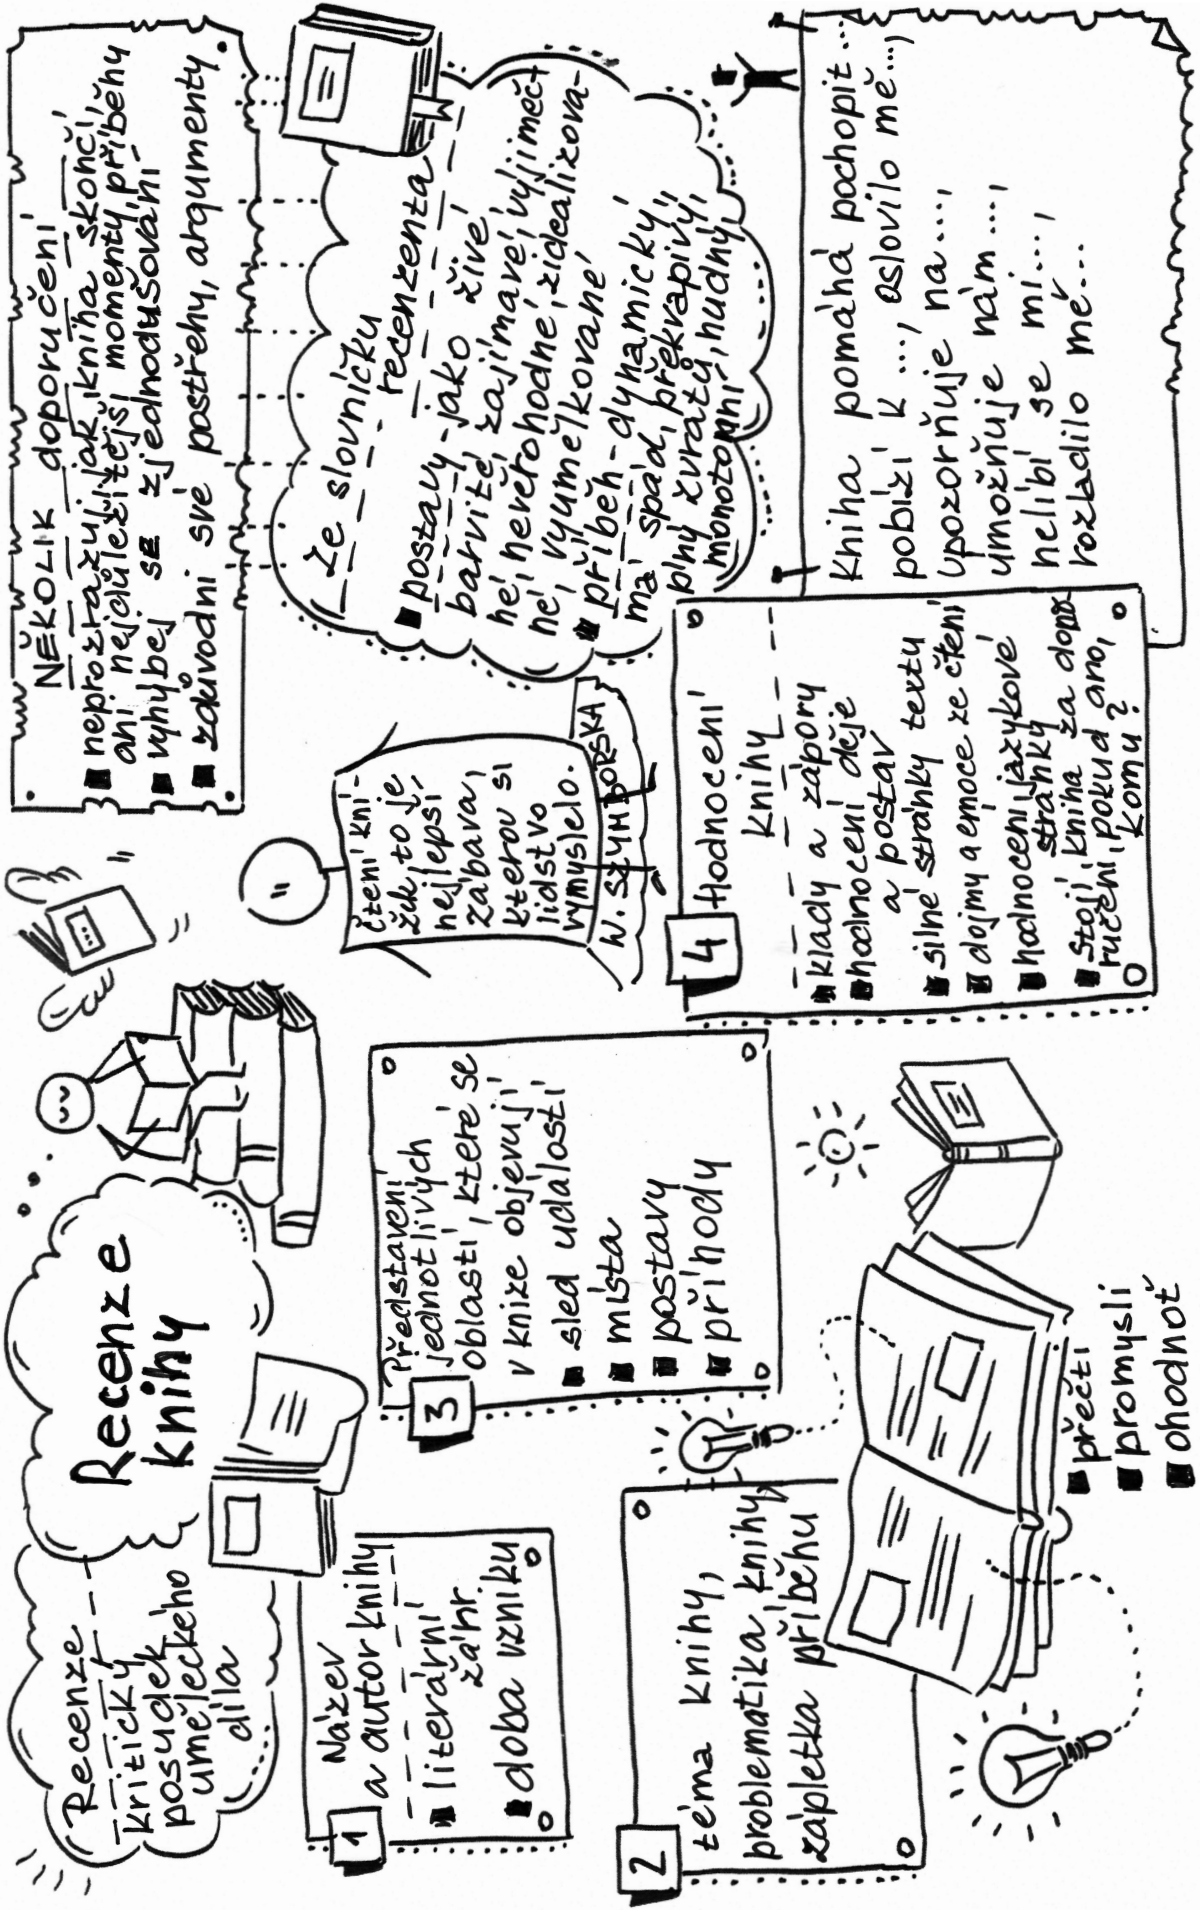 Recenze
knihy
Recenze
kritický
posudek
uměleckého
díla
1
Název
a autor knihy
literární
žánr
doba vzniku
2
téma knihy,
problematika knihy,
zápletka příběhu
3
Představení
jednotlivých
oblastí, které se
v knize objevují
sled událostí
místa
postavy
příhody
4
Hodnocení
knihy
klady a zápory
hodnocení děje
a postav
silné stránky textu
dojmy a emoce ze čtení
hodnocení jazykové
stránky
stojí kniha za dopo-
ručení, pokud ano,
komu?
přečti
promysli
ohodnoť
čtení kni-
žek, to je
nejlepší
zábava,
kterou si
lidstvo
vymyslelo.
W. SZYMBORSKA
NĚKOLIK doporučení
neprozrazuj, jak kniha skončí,
ani nejdůležitější momenty příběhu
vyhýbej se zjednodušování
zdůvodni své postřehy, argumenty
Ze slovníčku
recenzenta
postavy - jako živé
barvité, zajímavé, výjimeč-
né, nevěrohodné, zidealizova-
né, vyumělkované
příběh - dynamický,
má spád, překvapivý,
plný zvratů, nudný,
monotónní,
Kniha pomáhá pochopit...
pobízí k ..., oslovilo mě...,
upozorňuje na ...,
umožňuje nám ...,
nelíbí se mi ...,
rozladilo mě...